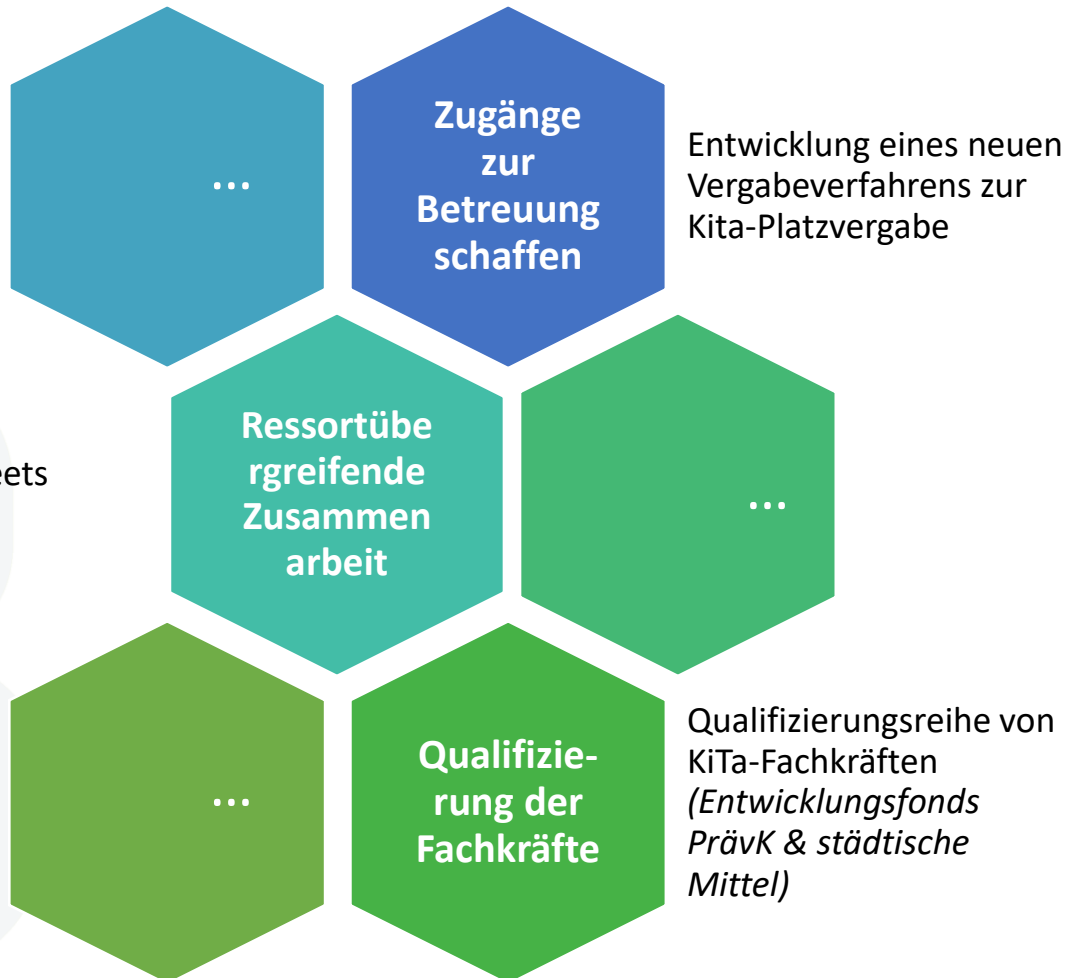 ...
Zugänge
zur
Betreuung
schaffen
Entwicklung eines neuen
Vergabeverfahrens zur
Kita-Platzvergabe
eets
Ressortübe
rgreifende
Zusammen
arbeit
...
...
Qualifizie-
rung der
Fachkräfte
Qualifizierungsreihe von
KiTa-Fachkräften
(Entwicklungsfonds
PrävK & städtische
Mittel)